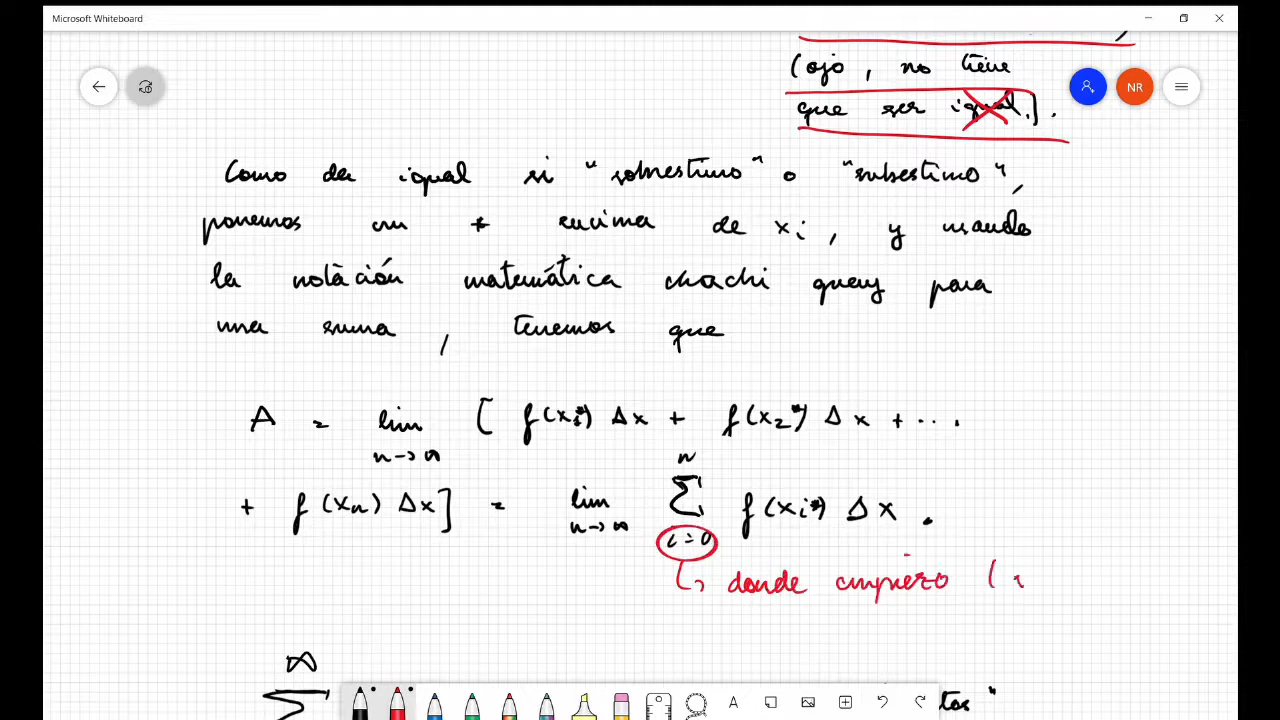 Microsoft Whiteboard
(ojo, no tiene
que ser igual.).
NR
Como da igual si "sobrestimo" o "subestimo",
ponemos un * encima de xi, y usando
la notación matemática chachi guay para
una suma, tenemos que
A = lim [ f(xi*) Δx + f(x2*) Δx + ...
n→∞
+ f(xn) Δx] = lim Σ f(xi*) Δx.
n→∞ i=0 n
↳ donde empiezo (i
∞
Σ
tos"